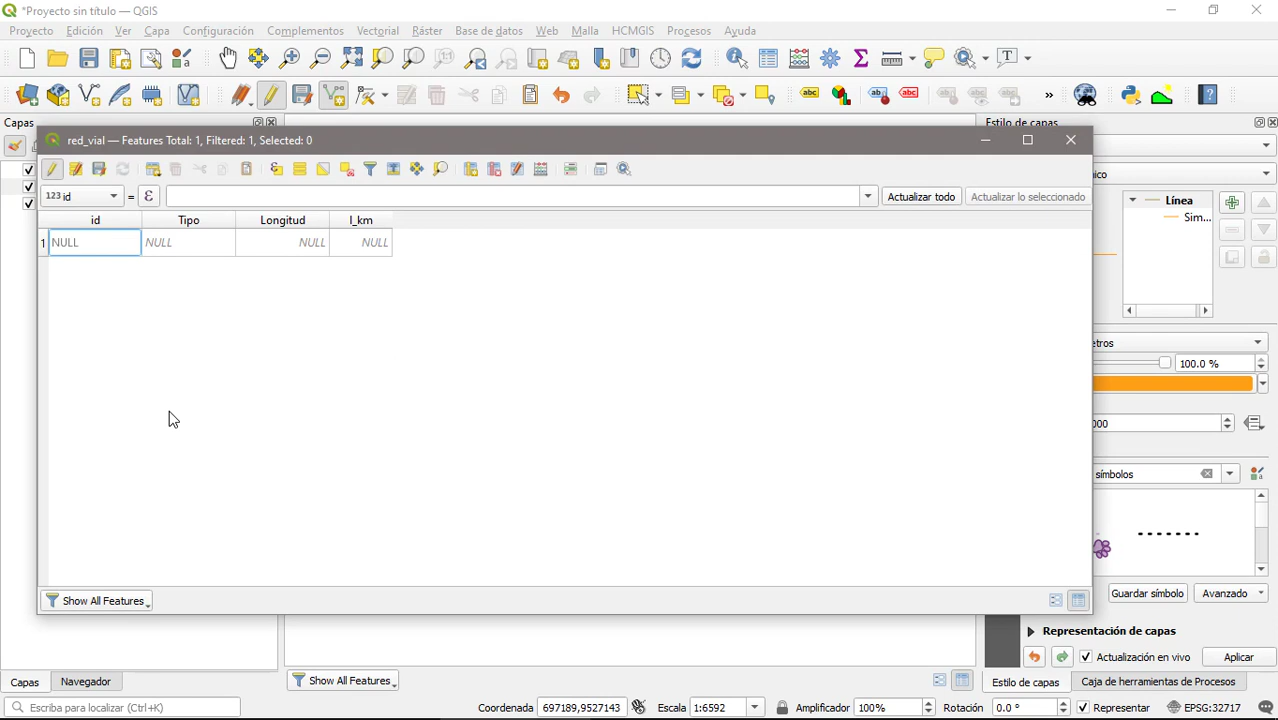 *Proyecto sin título — QGIS
Proyecto Edición Ver Capa Configuración Complementos Vectorial Ráster Base de datos Web Malla HCMGIS Procesos Ayuda
abc abc
Capas
Estilo de capas
red_vial — Features Total: 1, Filtered: 1, Selected: 0
nico
123 id = ε Actualizar todo Actualizar lo seleccionado
Línea
Sim...
id Tipo Longitud l_km
1 NULL NULL NULL NULL
etros
100.0 %
000
símbolos
Show All Features
Guardar símbolo Avanzado
Representación de capas
Actualización en vivo Aplicar
Capas Navegador Show All Features Estilo de capas Caja de herramientas de Procesos
Escriba para localizar (Ctrl+K) Coordenada 697189,9527143 Escala 1:6592 Amplificador 100% Rotación 0.0 ° Representar EPSG:32717